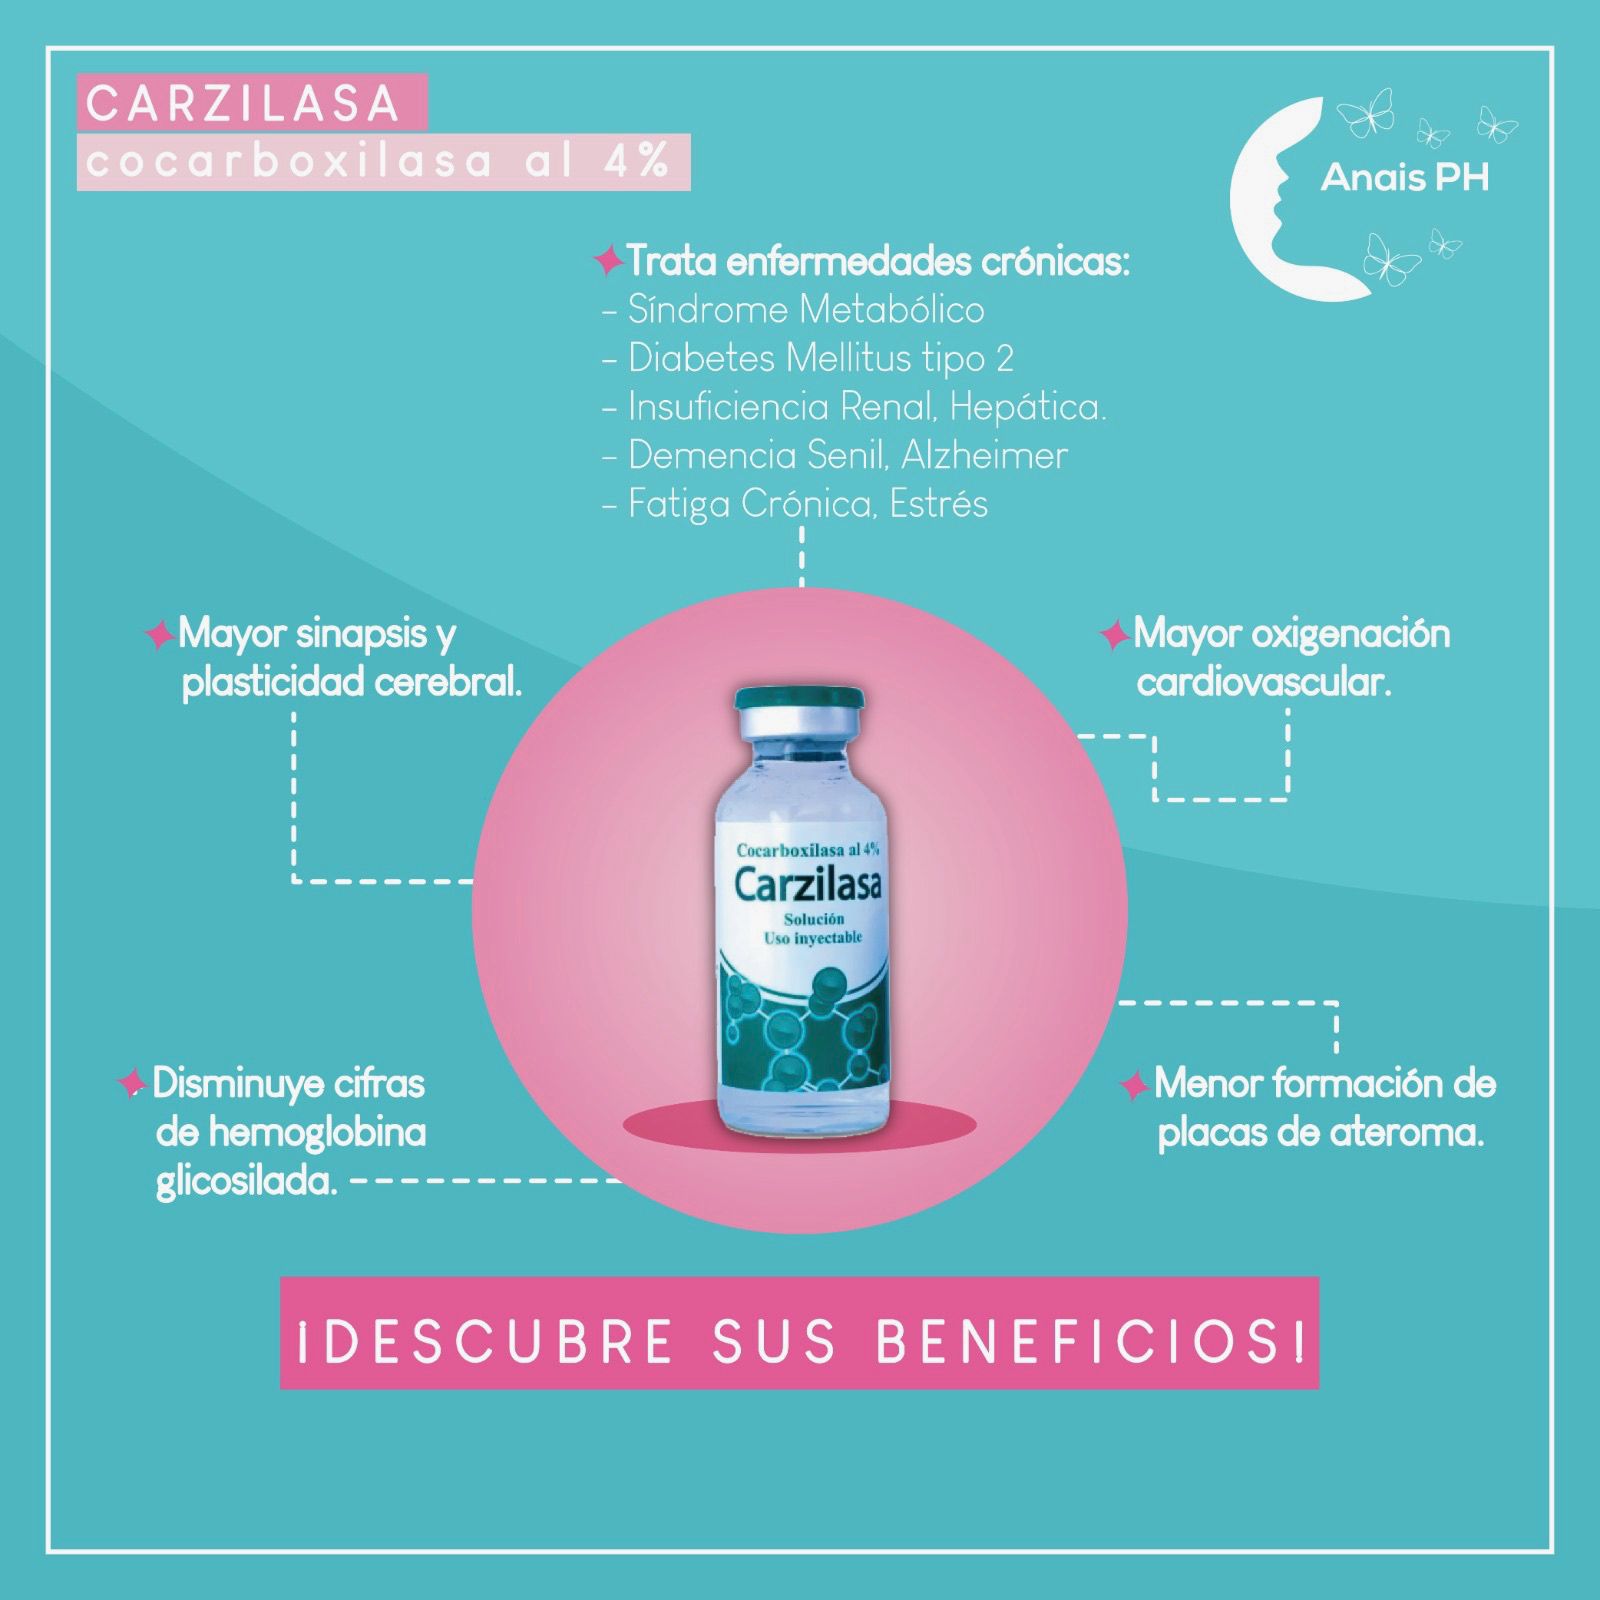 CARZILASA
cocarboxilasa al 4%
Anais PH
Trata enfermedades crónicas:
- Síndrome Metabólico
- Diabetes Mellitus tipo 2
- Insuficiencia Renal, Hepática.
- Demencia Senil, Alzheimer
- Fatiga Crónica, Estrés
Mayor sinapsis y
plasticidad cerebral.
Mayor oxigenación
cardiovascular.
Cocarboxilasa al 4%
Carzilasa
Solución
Uso inyectable
Disminuye cifras
de hemoglobina
glicosilada.
Menor formación de
placas de ateroma.
¡DESCUBRE SUS BENEFICIOS!